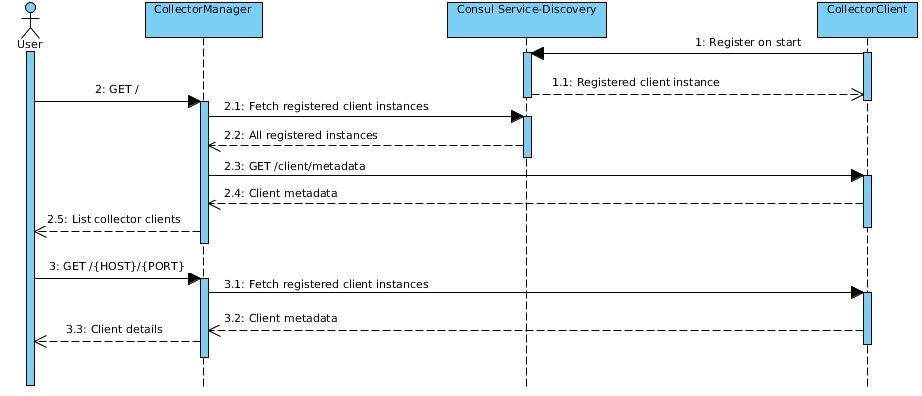 CollectorManager
Consul Service-Discovery
CollectorClient
User
1: Register on start
1.1: Registered client instance
2: GET /
2.1: Fetch registered client instances
2.2: All registered instances
2.3: GET /client/metadata
2.4: Client metadata
2.5: List collector clients
3: GET /{HOST}/{PORT}
3.1: Fetch registered client instances
3.2: Client metadata
3.3: Client details